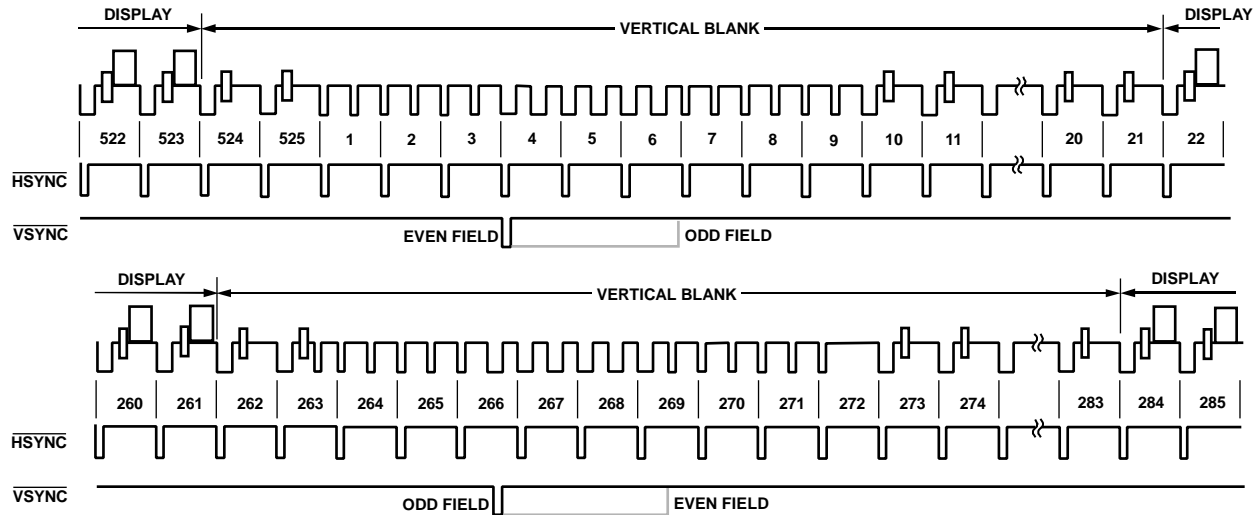 DISPLAY VERTICAL BLANK DISPLAY
522 523 524 525 1 2 3 4 5 6 7 8 9 10 11 20 21 22
HSYNC
VSYNC
EVEN FIELD ODD FIELD
DISPLAY VERTICAL BLANK DISPLAY
260 261 262 263 264 265 266 267 268 269 270 271 272 273 274 283 284 285
HSYNC
VSYNC
ODD FIELD EVEN FIELD